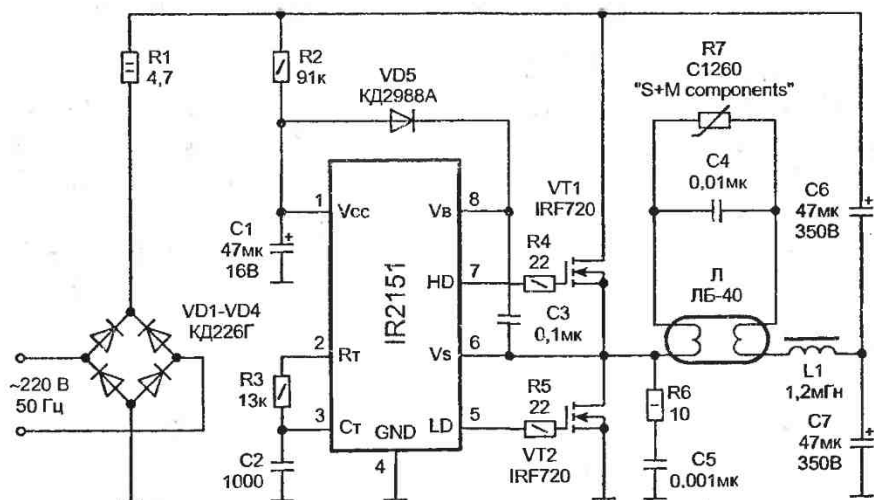 R1
4,7
R2
91к
VD5
КД2988А
R7
C1260
"S+M components"
C4
0,01мк
C6
47мк
350В
VT1
IRF720
1
Vcc
VB
8
C1
47мк
16В
+
IR2151
HD
7
R4
22
C3
0,1мк
Л
ЛБ-40
VD1-VD4
КД226Г
2
RT
VS
6
~220 В
50 Гц
R3
13к
3
CT
GND
LD
5
R5
22
VT2
IRF720
R6
10
L1
1,2мГн
C2
1000
4
C5
0,001мк
C7
47мк
350В
+
+